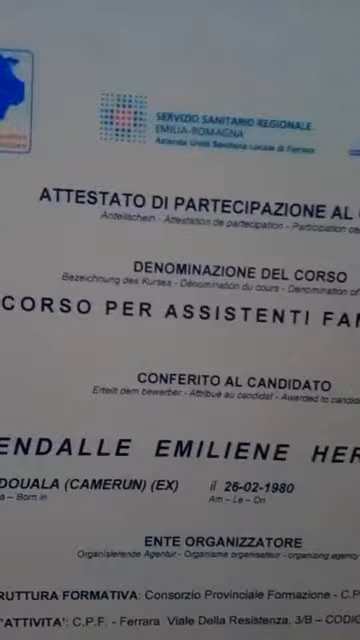 SERVIZIO SANITARIO REGIONALE
EMILIA-ROMAGNA
Azienda Unità Sanitaria Locale di Ferrara
ATTESTATO DI PARTECIPAZIONE AL
Anteilschein - Attestation de partecipation - Participation
DENOMINAZIONE DEL CORSO
Bezeichnung des Kurses - Dénomination du cours - Denomination of
CORSO PER ASSISTENTI FA
CONFERITO AL CANDIDATO
Erteilt dem bewerber - Attribué au candidat - Awarded to
ENDALLE EMILIENE HER
DOUALA (CAMERUN) (EX) il 26-02-1980
a - Born in Am - Le - On
ENTE ORGANIZZATORE
Organisierende Agentur - Organisme organisateur - organizing agency
RUTTURA FORMATIVA: Consorzio Provinciale Formazione - C.P.
'ATTIVITA': C.P.F. - Ferrara Viale Della Resistenza, 3/B - CODIC